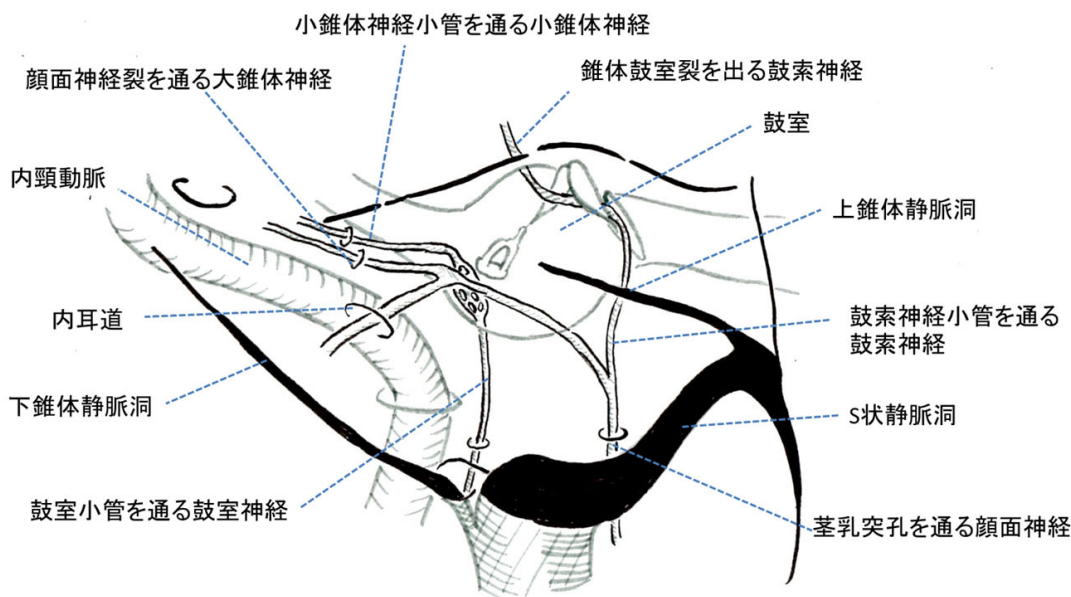 小錐体神経小管を通る小錐体神経
顔面神経裂を通る大錐体神経
錐体鼓室裂を出る鼓索神経
鼓室
内頸動脈
上錐体静脈洞
内耳道
鼓索神経小管を通る
鼓索神経
下錐体静脈洞
S状静脈洞
鼓室小管を通る鼓室神経
茎乳突孔を通る顔面神経